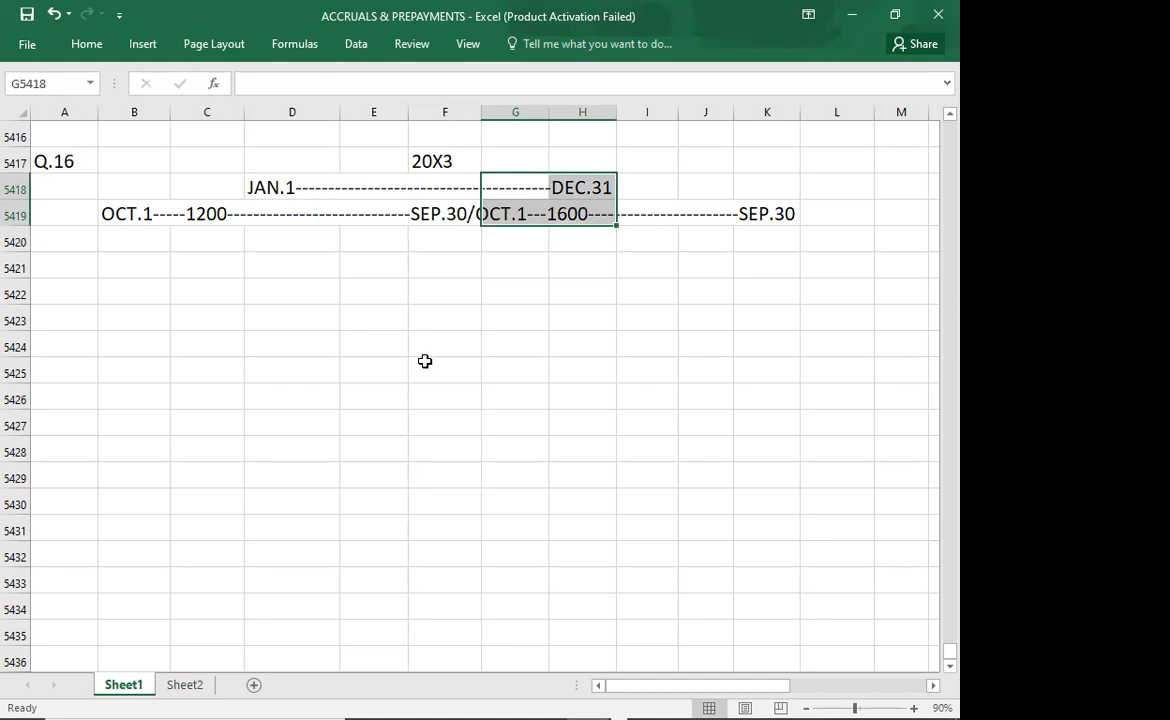 ACCRUALS & PREPAYMENTS - Excel (Product Activation Failed)
File Home Insert Page Layout Formulas Data Review View Tell me what you want to do... Share
G5418 fx
A B C D E F G H I J K L M
5416
5417 Q.16 20X3
5418 JAN.1---------------------------------------DEC.31
5419 OCT.1-----1200----------------------------SEP.30/OCT.1---1600-----------------------SEP.30
5420
5421
5422
5423
5424
5425
5426
5427
5428
5429
5430
5431
5432
5433
5434
5435
5436
Sheet1 Sheet2
Ready 90%